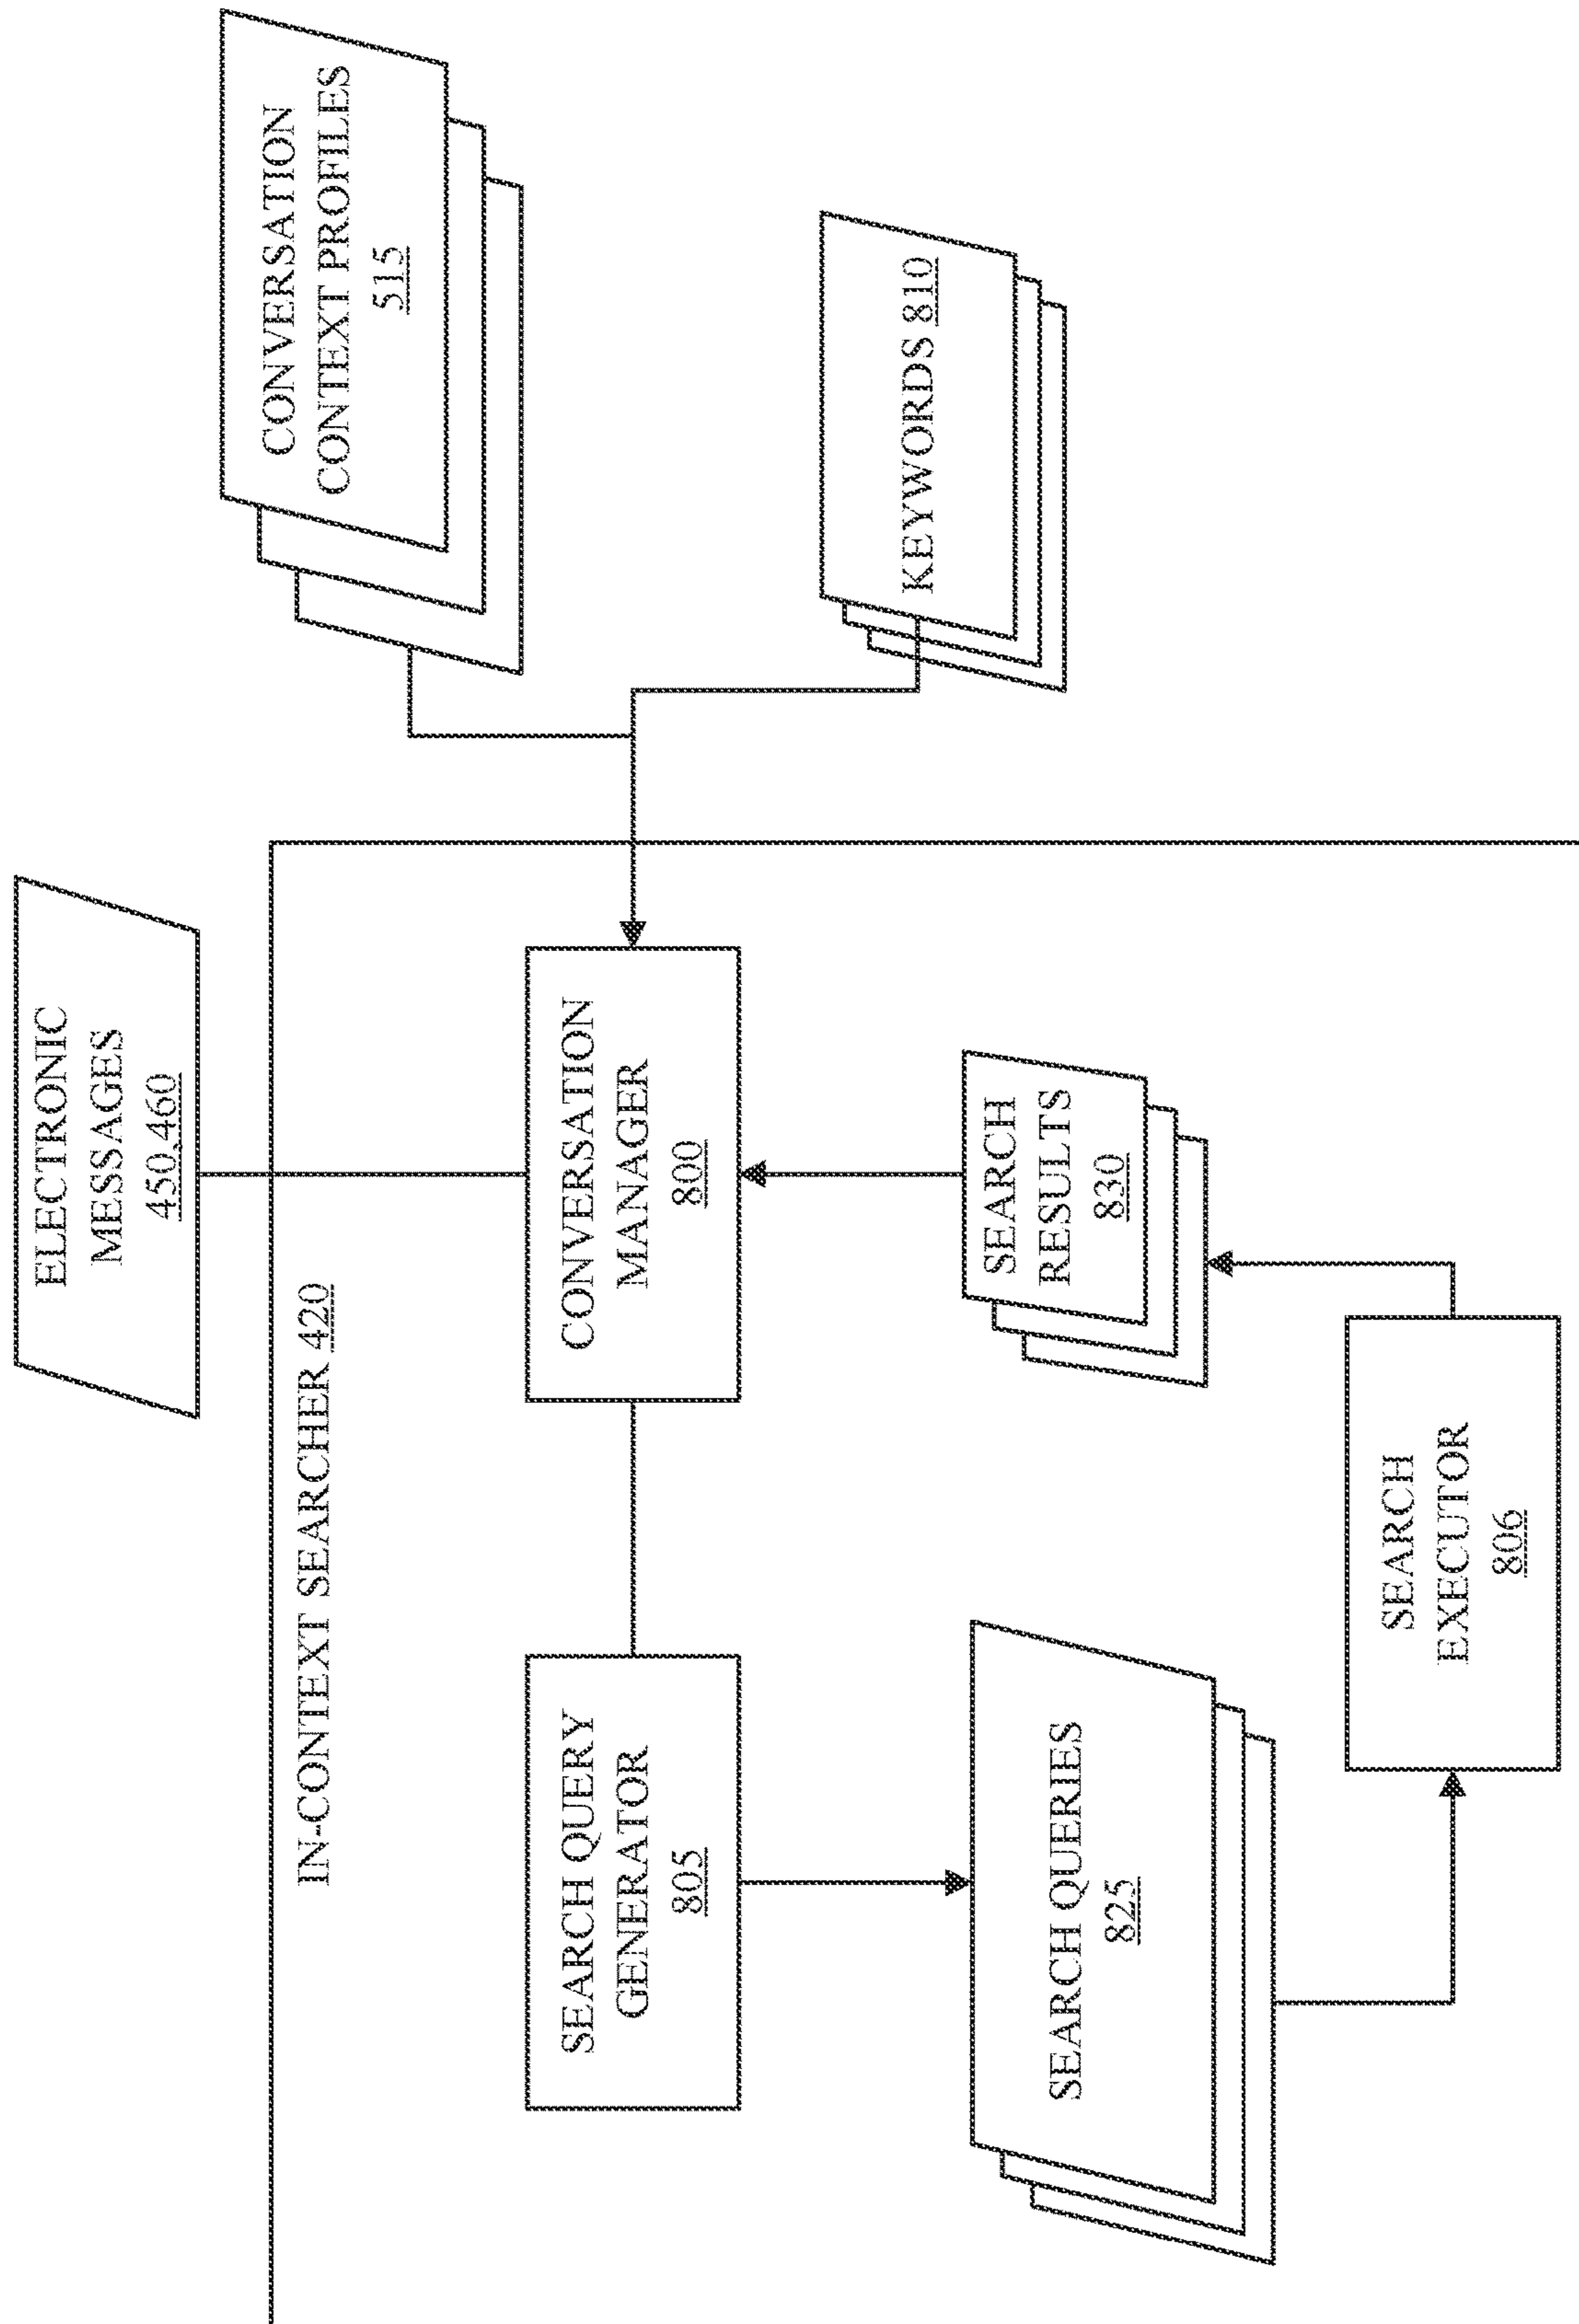 ELECTRONIC
MESSAGES
450,460
CONVERSATION
CONTEXT PROFILES
515
IN-CONTEXT SEARCHER 420
SEARCH QUERY
GENERATOR
805
CONVERSATION
MANAGER
800
KEYWORDS 810
SEARCH QUERIES
825
SEARCH
RESULTS
830
SEARCH
EXECUTOR
806